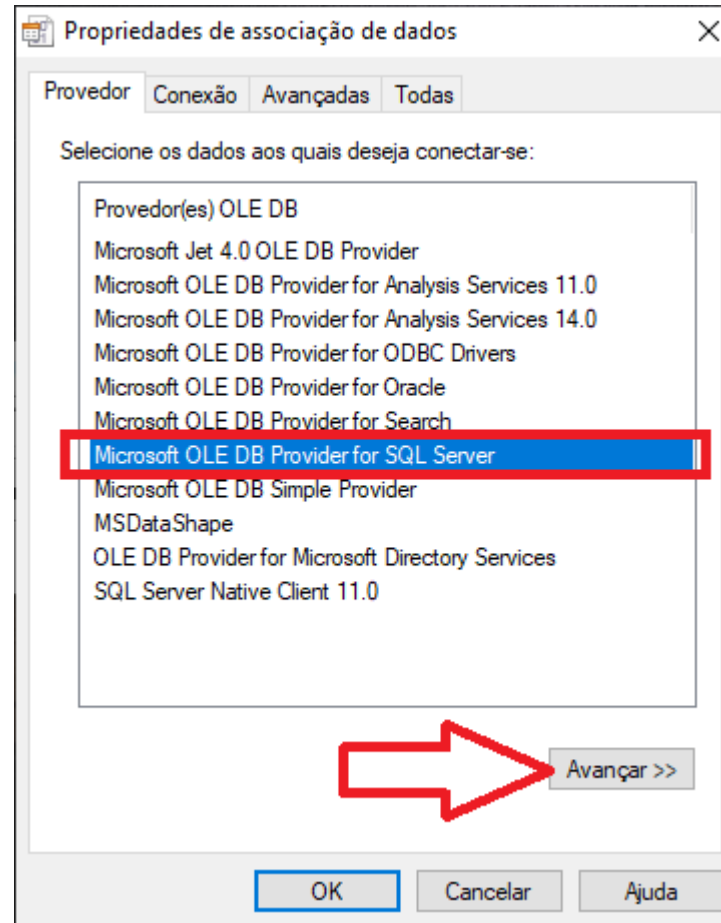 Propriedades de associação de dados
Provedor Conexão Avançadas Todas
Selecione os dados aos quais deseja conectar-se:
Provedor(es) OLE DB
Microsoft Jet 4.0 OLE DB Provider
Microsoft OLE DB Provider for Analysis Services 11.0
Microsoft OLE DB Provider for Analysis Services 14.0
Microsoft OLE DB Provider for ODBC Drivers
Microsoft OLE DB Provider for Oracle
Microsoft OLE DB Provider for Search
Microsoft OLE DB Provider for SQL Server
Microsoft OLE DB Simple Provider
MSDataShape
OLE DB Provider for Microsoft Directory Services
SQL Server Native Client 11.0
Avançar >>
OK Cancelar Ajuda